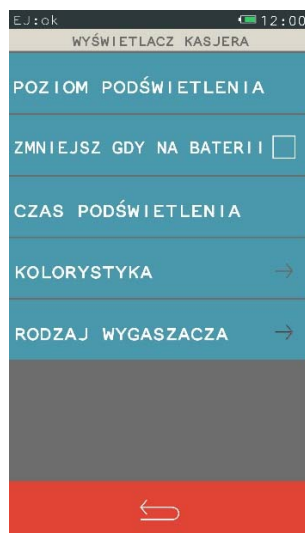 EJ:ok 12:00
WYŚWIETLACZ KASJERA
POZIOM PODŚWIETLENIA
ZMNIEJSZ GDY NA BATERII
CZAS PODŚWIETLENIA
KOLORYSTYKA
RODZAJ WYGASZACZA